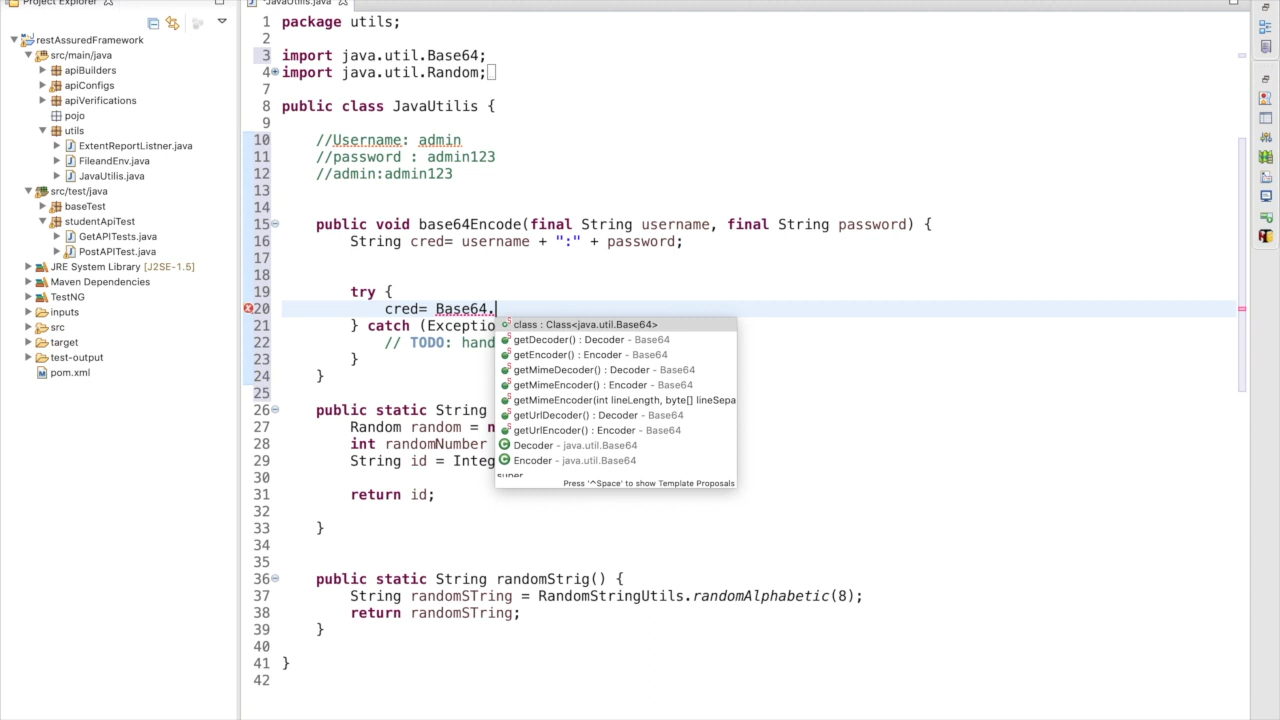 Project Explorer
restAssuredFramework
src/main/java
apiBuilders
apiConfigs
apiVerifications
pojo
utils
ExtentReportListner.java
FileandEnv.java
JavaUtilis.java
src/test/java
baseTest
studentApiTest
GetAPITests.java
PostAPITest.java
JRE System Library [J2SE-1.5]
Maven Dependencies
TestNG
inputs
src
target
test-output
pom.xml
*JavaUtilis.java
1 package utils;
2
3 import java.util.Base64;
4 import java.util.Random;
7
8 public class JavaUtilis {
9
10 //Username: admin
11 //password : admin123
12 //admin:admin123
13
14
15 public void base64Encode(final String username, final String password) {
16 String cred= username + ":" + password;
17
18
19 try {
20 cred= Base64.
21 } catch (Exceptio
22 // TODO: hand
23 }
24 }
25
26 public static String
27 Random random = n
28 int randomNumber
29 String id = Integ
30
31 return id;
32
33 }
34
35
36 public static String randomStrig() {
37 String randomSTring = RandomStringUtils.randomAlphabetic(8);
38 return randomSTring;
39 }
40
41 }
42
class : Class<java.util.Base64>
getDecoder() : Decoder - Base64
getEncoder() : Encoder - Base64
getMimeDecoder() : Decoder - Base64
getMimeEncoder() : Encoder - Base64
getMimeEncoder(int lineLength, byte[] lineSepa
getUrlDecoder() : Decoder - Base64
getUrlEncoder() : Encoder - Base64
Decoder - java.util.Base64
Encoder - java.util.Base64
super
Press '^Space' to show Template Proposals